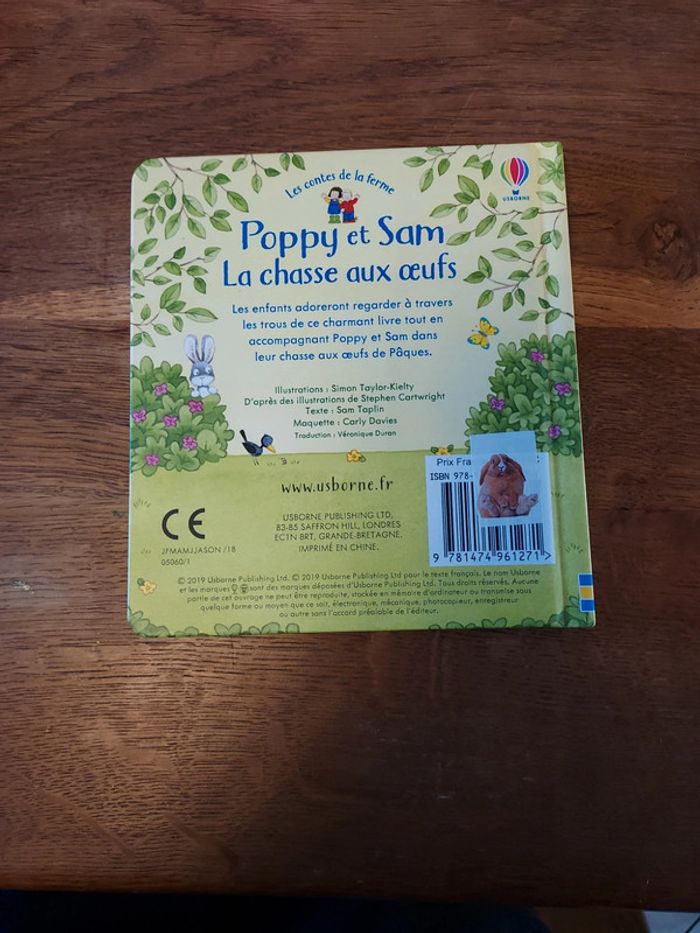 Les contes de la ferme
USBORNE
Poppy et Sam
La chasse aux œufs
Les enfants adoreront regarder à travers
les trous de ce charmant livre tout en
accompagnant Poppy et Sam dans
leur chasse aux œufs de Pâques.
Illustrations : Simon Taylor-Kielty
D'après des illustrations de Stephen Cartwright
Texte : Sam Taplin
Maquette : Carly Davies
Traduction : Véronique Duran
www.usborne.fr
Prix Fra
ISBN 978-
CE
JFMAMJJASON /18
05060/1
USBORNE PUBLISHING LTD,
83-85 SAFFRON HILL, LONDRES
EC1N 8RT, GRANDE-BRETAGNE.
IMPRIMÉ EN CHINE.
9 781474 961271 >
© 2019 Usborne Publishing Ltd. © 2019 Usborne Publishing Ltd pour le texte français. Le nom Usborne
et les marques sont des marques déposées d'Usborne Publishing Ltd. Tous droits réservés. Aucune
partie de cet ouvrage ne peut être reproduite, stockée en mémoire d'ordinateur ou transmise sous
quelque forme ou moyen que ce soit, électronique, mécanique, photocopieur, enregistreur
ou autre sans l'accord préalable de l'éditeur.